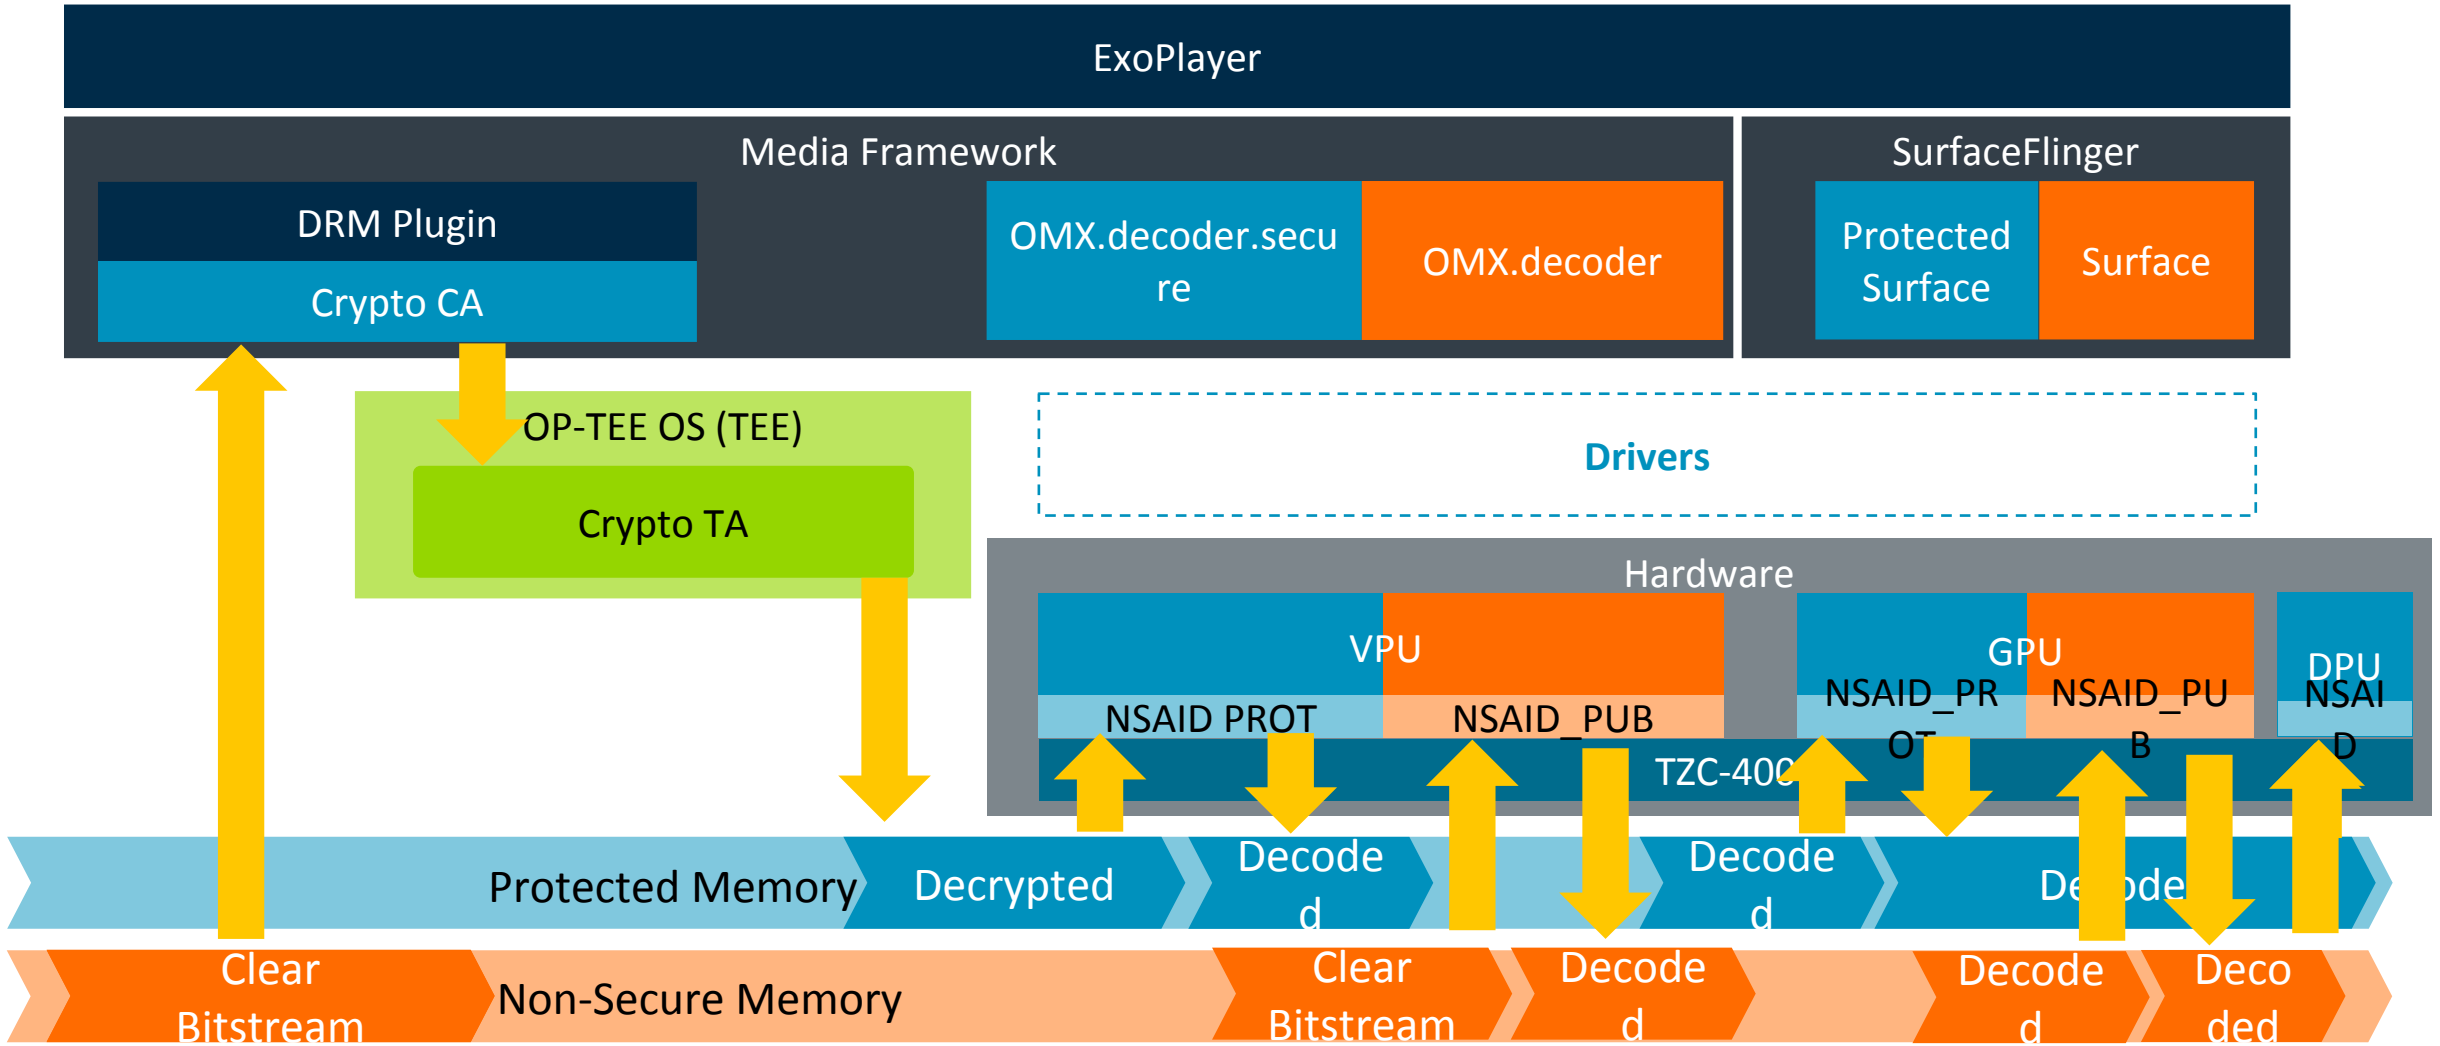 ExoPlayer
Media Framework
SurfaceFlinger
DRM Plugin
Crypto CA
OMX.decoder.secu
re
OMX.decoder
Protected
Surface
Surface
OP-TEE OS (TEE)
Crypto TA
Drivers
Hardware
VPU
NSAID PROT
NSAID_PUB
GPU
NSAID_PR
OT
NSAID_PU
B
DPU
NSAI
D
TZC-400
Protected Memory
Decrypted
Decode
d
Decode
d
Decode
Clear
Bitstream
Non-Secure Memory
Clear
Bitstream
Decode
d
Decode
d
Deco
ded